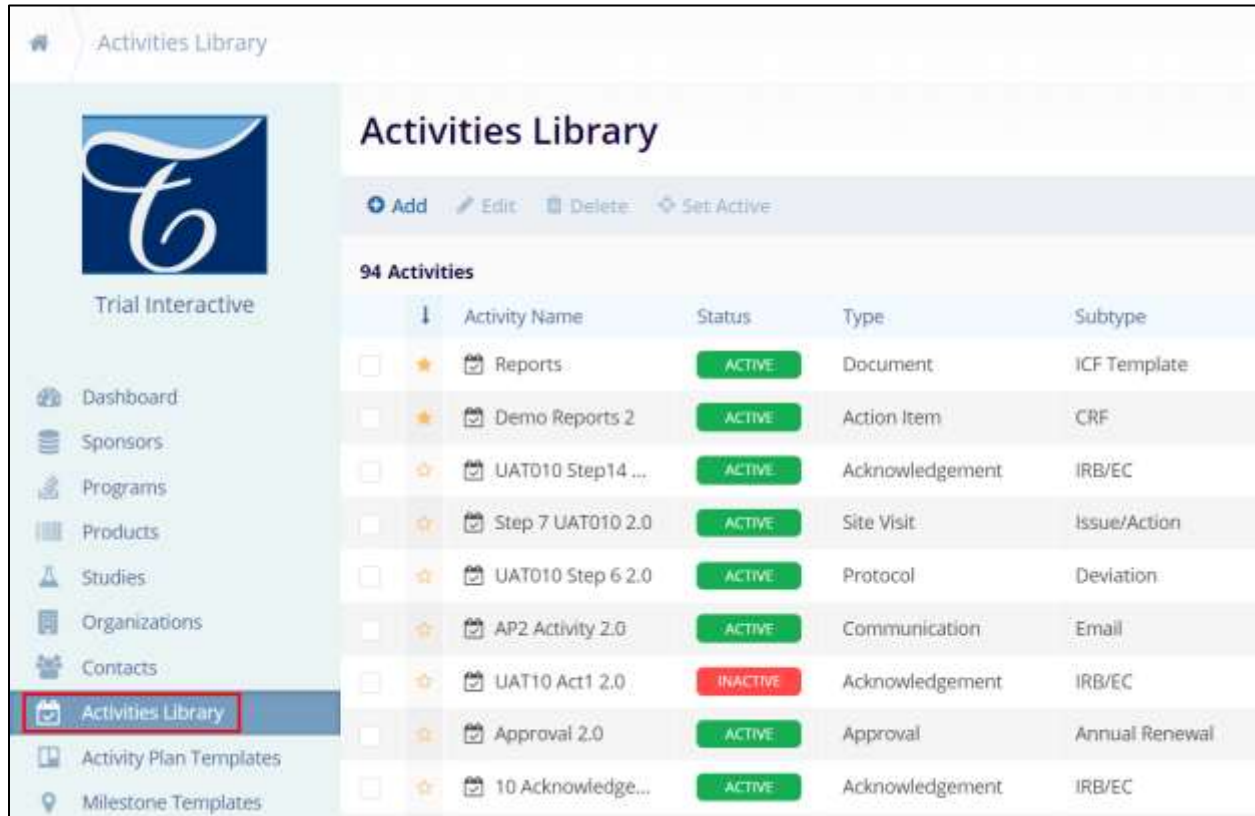 Activities Library
Trial Interactive
Dashboard
Sponsors
Programs
Products
Studies
Organizations
Contacts
Activities Library
Activity Plan Templates
Milestone Templates
Activities Library
Add Edit Delete Set Active
94 Activities
Activity Name Status Type Subtype
Reports ACTIVE Document ICF Template
Demo Reports 2 ACTIVE Action Item CRF
UAT010 Step14 ... ACTIVE Acknowledgement IRB/EC
Step 7 UAT010 2.0 ACTIVE Site Visit Issue/Action
UAT010 Step 6 2.0 ACTIVE Protocol Deviation
AP2 Activity 2.0 ACTIVE Communication Email
UAT10 Act1 2.0 INACTIVE Acknowledgement IRB/EC
Approval 2.0 ACTIVE Approval Annual Renewal
10 Acknowledge... ACTIVE Acknowledgement IRB/EC